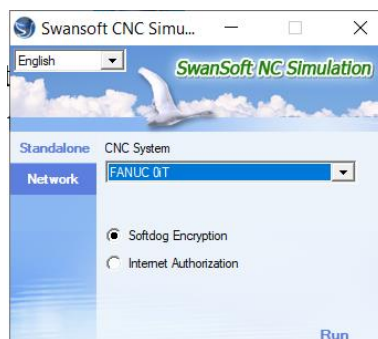 Swansoft CNC Simu...
English
SwanSoft NC Simulation
Standalone
CNC System
FANUC 0iT
Network
Softdog Encryption
Internet Authorization
Run